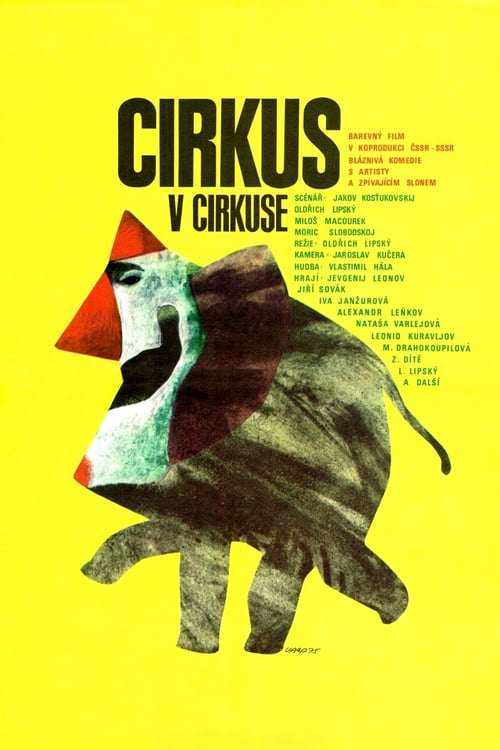 CIRKUS
V CIRKUSE
BAREVNÝ FILM
V KOPRODUKCI ČSSR-SSSR
BLÁZNIVÁ KOMEDIE
S ARTISTY
A ZPÍVAJÍCÍM SLONEM
SCÉNÁŘ· JAKOV KOSŤUKOVSKIJ
OLDŘICH LIPSKÝ
MILOŠ MACOUREK
MORIC SLOBODSKOJ
REŽIE· OLDŘICH LIPSKÝ
KAMERA· JAROSLAV KUČERA
HUDBA· VLASTIMIL HÁLA
HRAJÍ· JEVGENIJ LEONOV
JIŘÍ SOVÁK
IVA JANŽUROVÁ
ALEXANDR LEŇKOV
NATAŠA VARLEJOVÁ
LEONID KURAVLJOV
M. DRAHOKOUPILOVÁ
Z. DÍTĚ
L. LIPSKÝ
A DALŠÍ